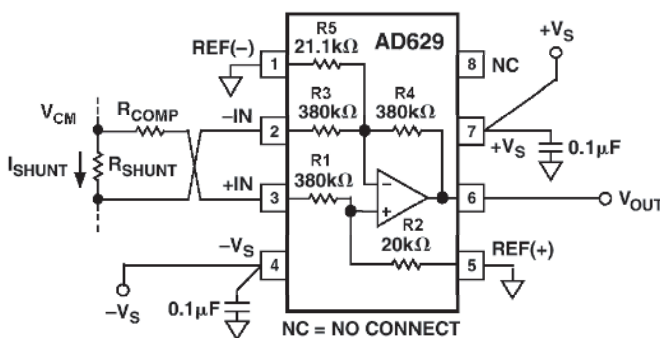 R5
21.1kΩ
AD629
+VS
REF(–)
1
8
NC
R3
380kΩ
R4
380kΩ
VCM
RCOMP
–IN
2
7
+VS
0.1µF
ISHUNT
RSHUNT
+IN
3
R1
380kΩ
–
+
6
VOUT
–VS
4
R2
20kΩ
5
REF(+)
–VS
0.1µF
NC = NO CONNECT